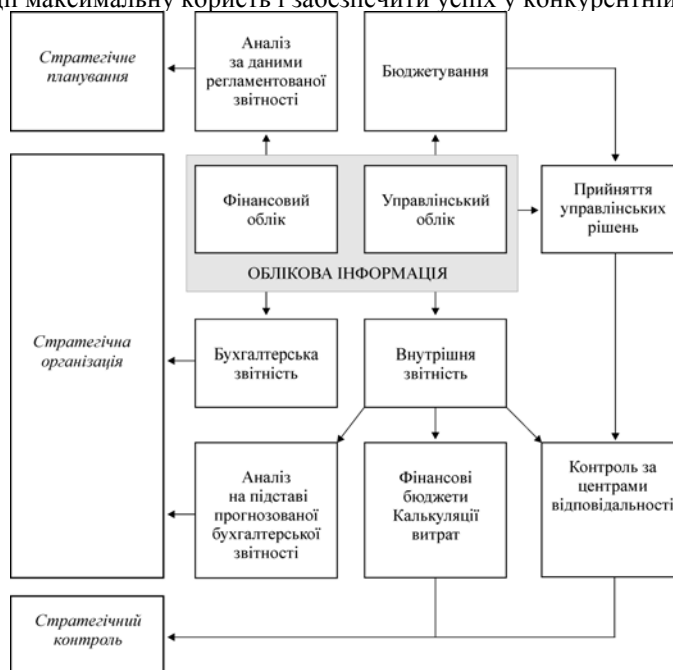 ції максимальну користь і забезпечити успіх у конкурентній
Стратегічне
планування
Аналіз
за даними
регламентованої
звітності
Бюджетування
Фінансовий
облік
Управлінський
облік
Прийняття
управлінських
рішень
ОБЛІКОВА ІНФОРМАЦІЯ
Стратегічна
організація
Бухгалтерська
звітність
Внутрішня
звітність
Аналіз
на підставі
прогнозованої
бухгалтерської
звітності
Фінансові
бюджети
Калькуляції
витрат
Контроль за
центрами
відповідальності
Стратегічний
контроль